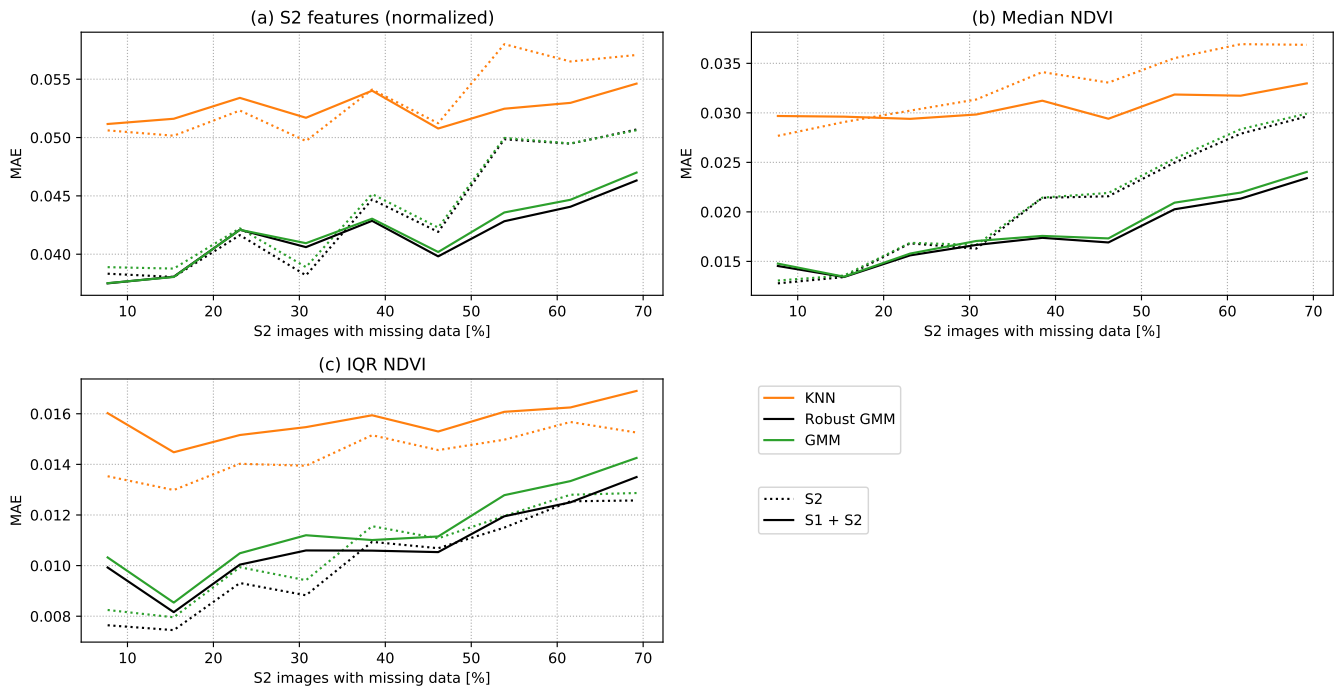 (a) S2 features (normalized)
MAE
0.055
0.050
0.045
0.040
10 20 30 40 50 60 70
S2 images with missing data [%]
(b) Median NDVI
MAE
0.035
0.030
0.025
0.020
0.015
10 20 30 40 50 60 70
S2 images with missing data [%]
(c) IQR NDVI
MAE
0.016
0.014
0.012
0.010
0.008
10 20 30 40 50 60 70
S2 images with missing data [%]
KNN
Robust GMM
GMM
S2
S1 + S2